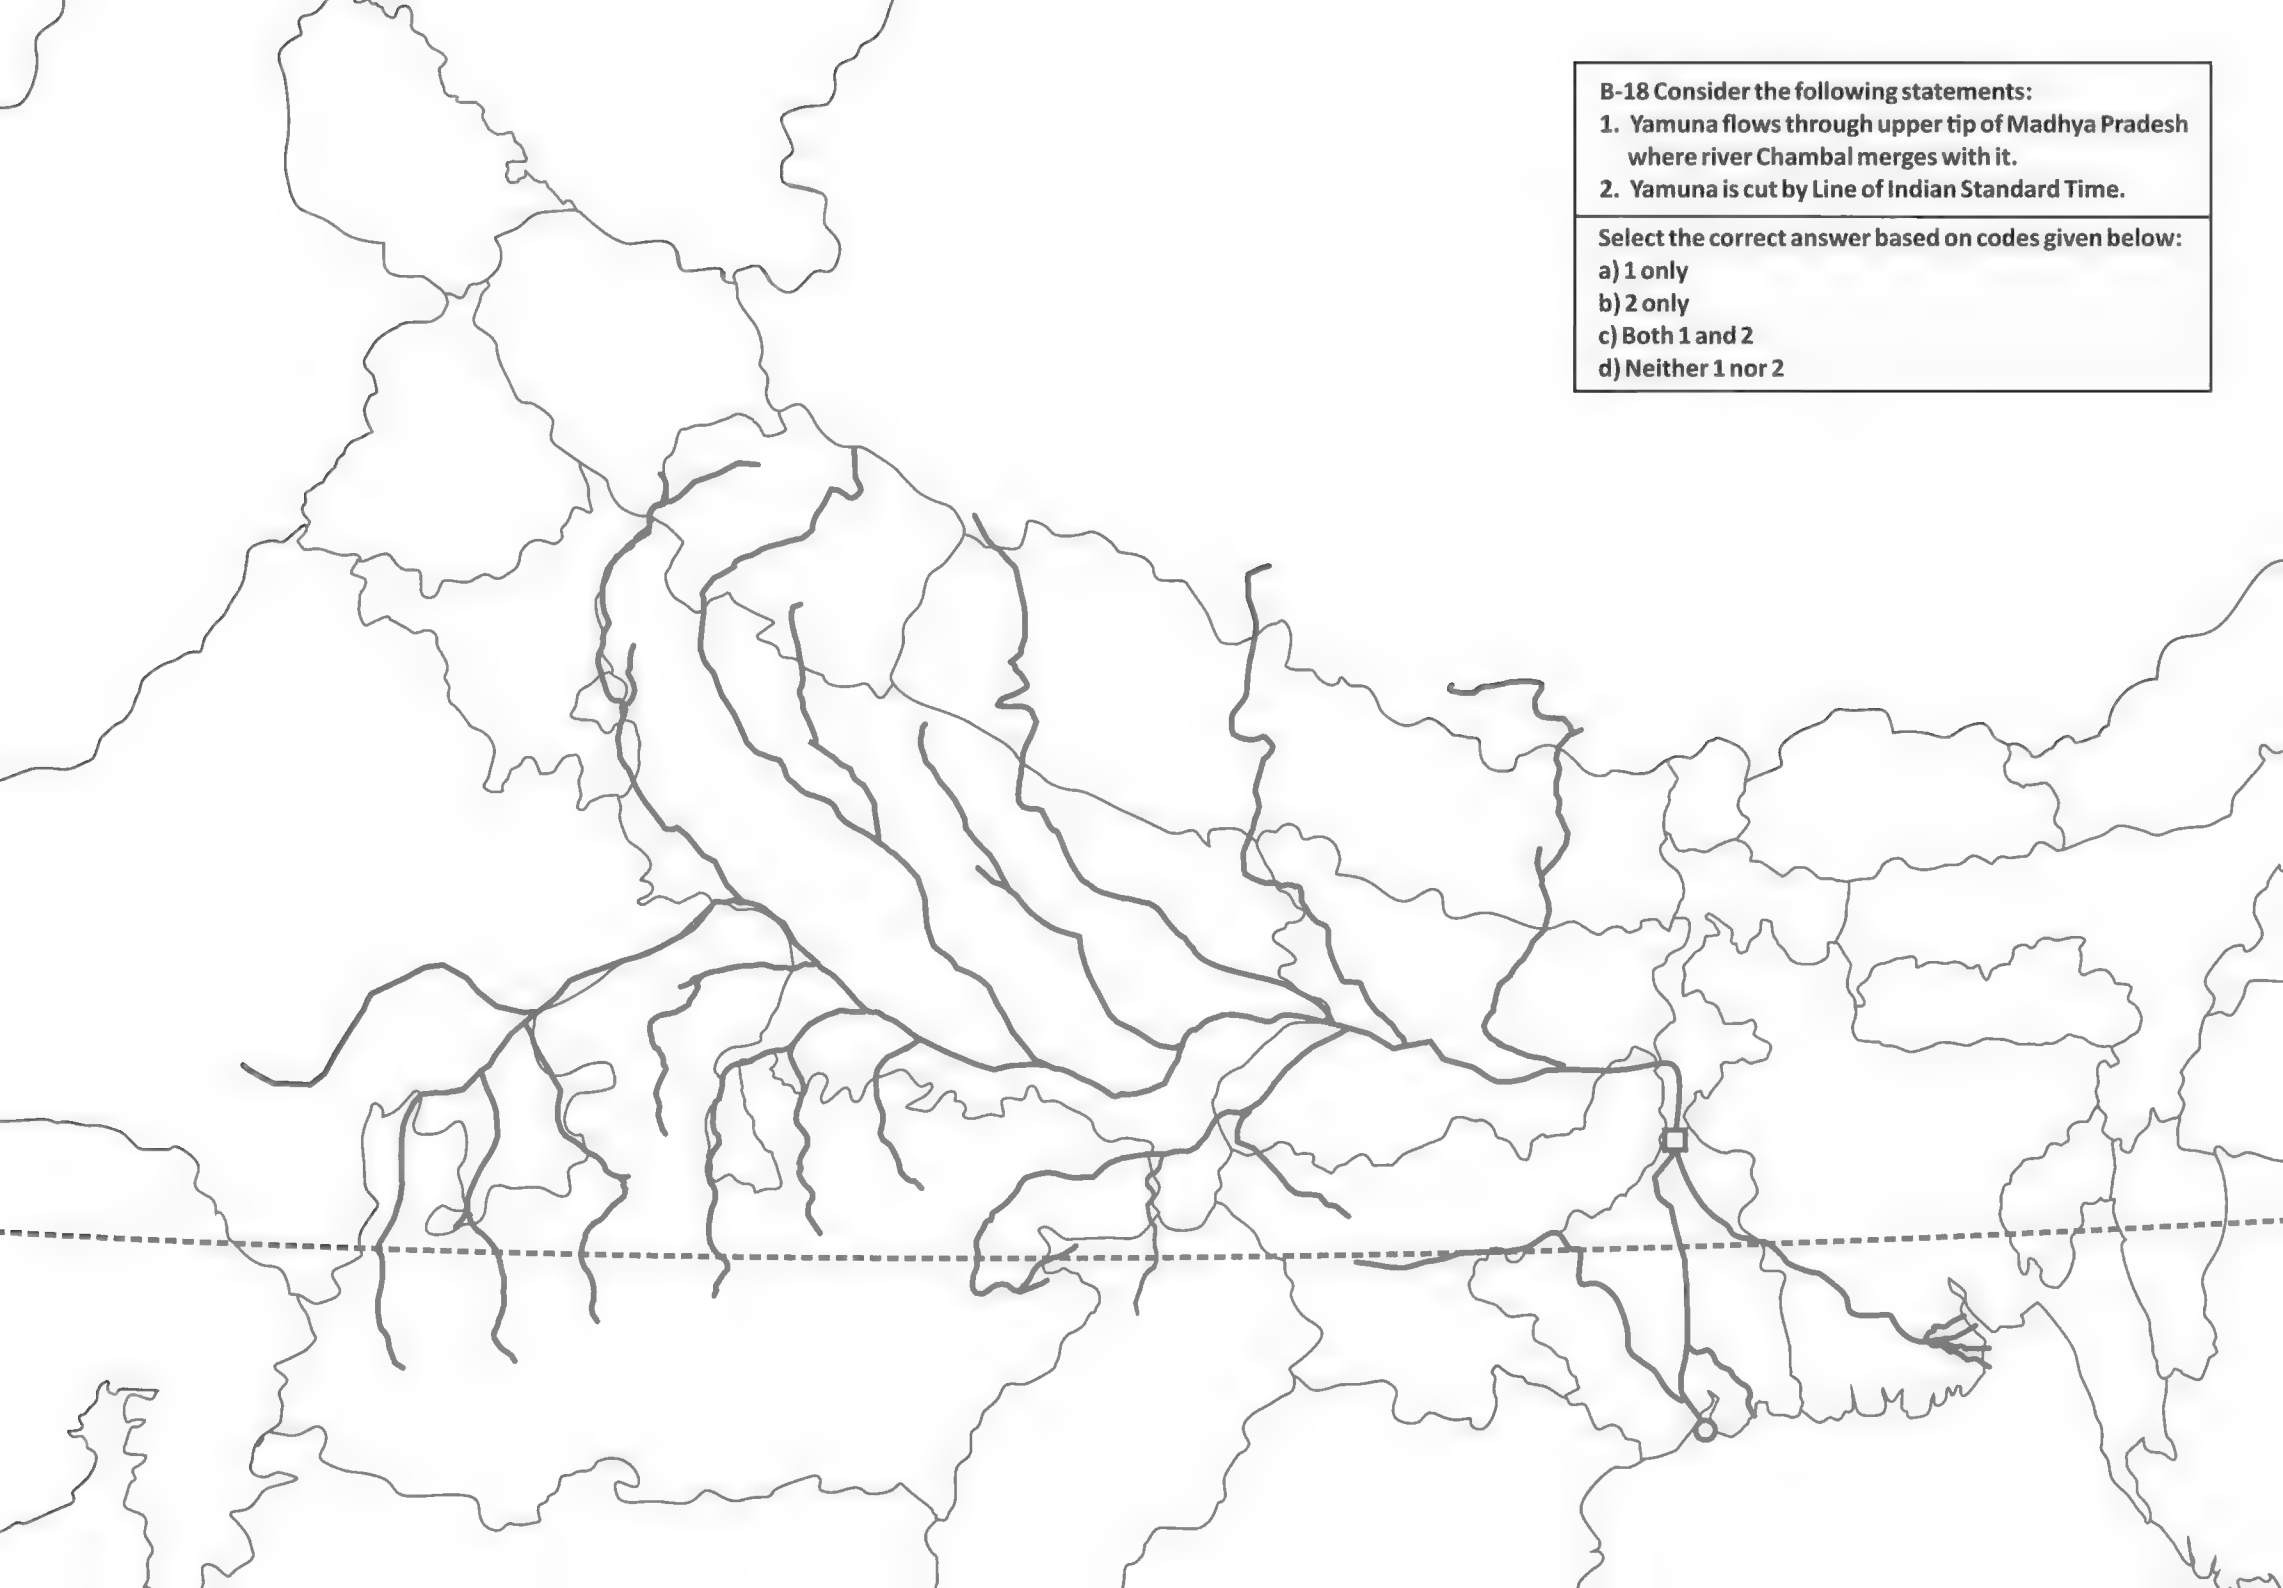 B-18 Consider the following statements:
1. Yamuna flows through upper tip of Madhya Pradesh
where river Chambal merges with it.
2. Yamuna is cut by Line of Indian Standard Time.
Select the correct answer based on codes given below:
a) 1 only
b) 2 only
c) Both 1 and 2
d) Neither 1 nor 2